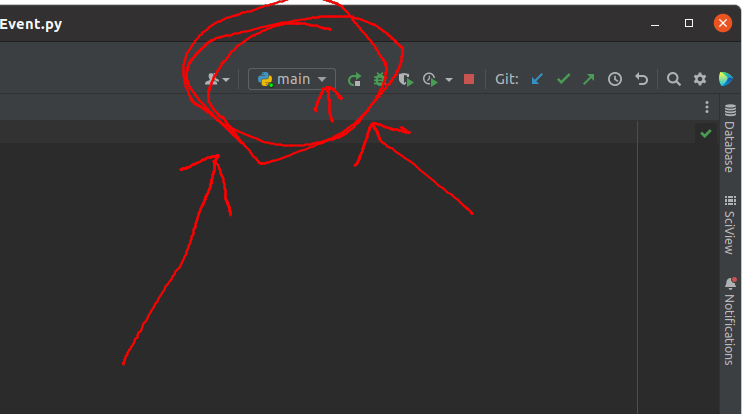 Event.py
main
Git:
Database
SciView
Notifications